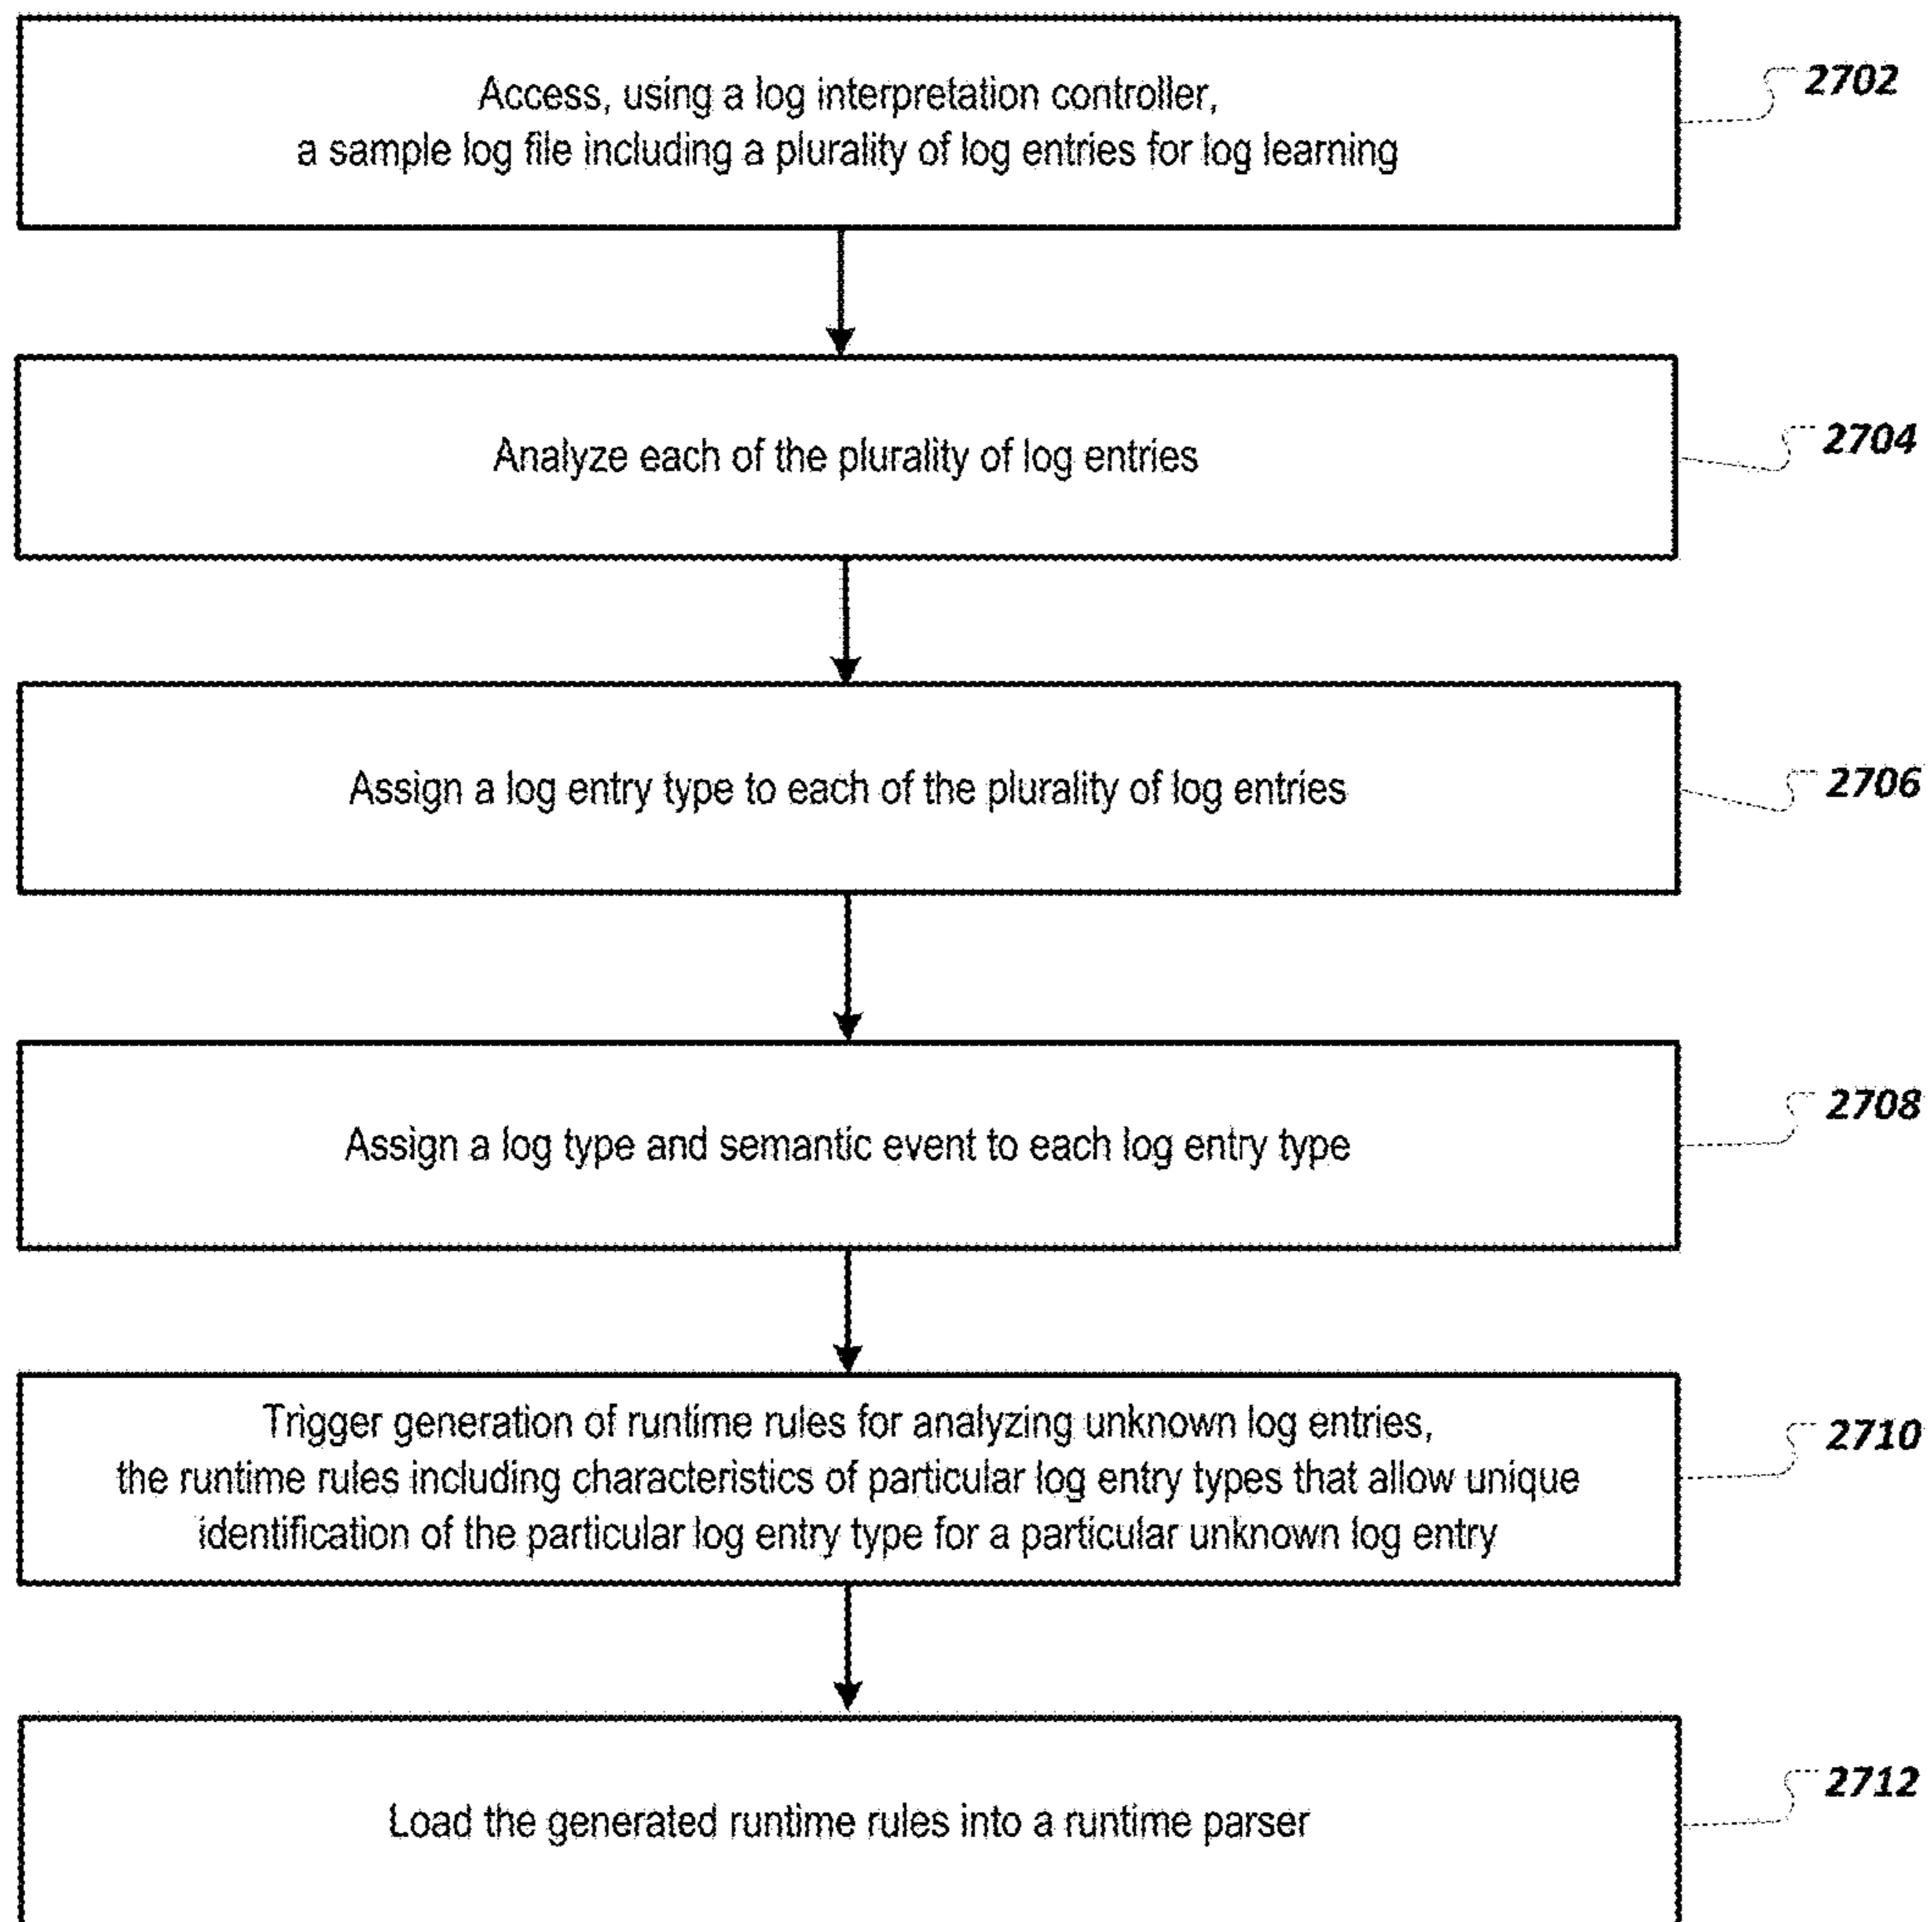 Access, using a log interpretation controller,
a sample log file including a plurality of log entries for log learning
2702
Analyze each of the plurality of log entries
2704
Assign a log entry type to each of the plurality of log entries
2706
Assign a log type and semantic event to each log entry type
2708
Trigger generation of runtime rules for analyzing unknown log entries,
the runtime rules including characteristics of particular log entry types that allow unique
identification of the particular log entry type for a particular unknown log entry
2710
Load the generated runtime rules into a runtime parser
2712